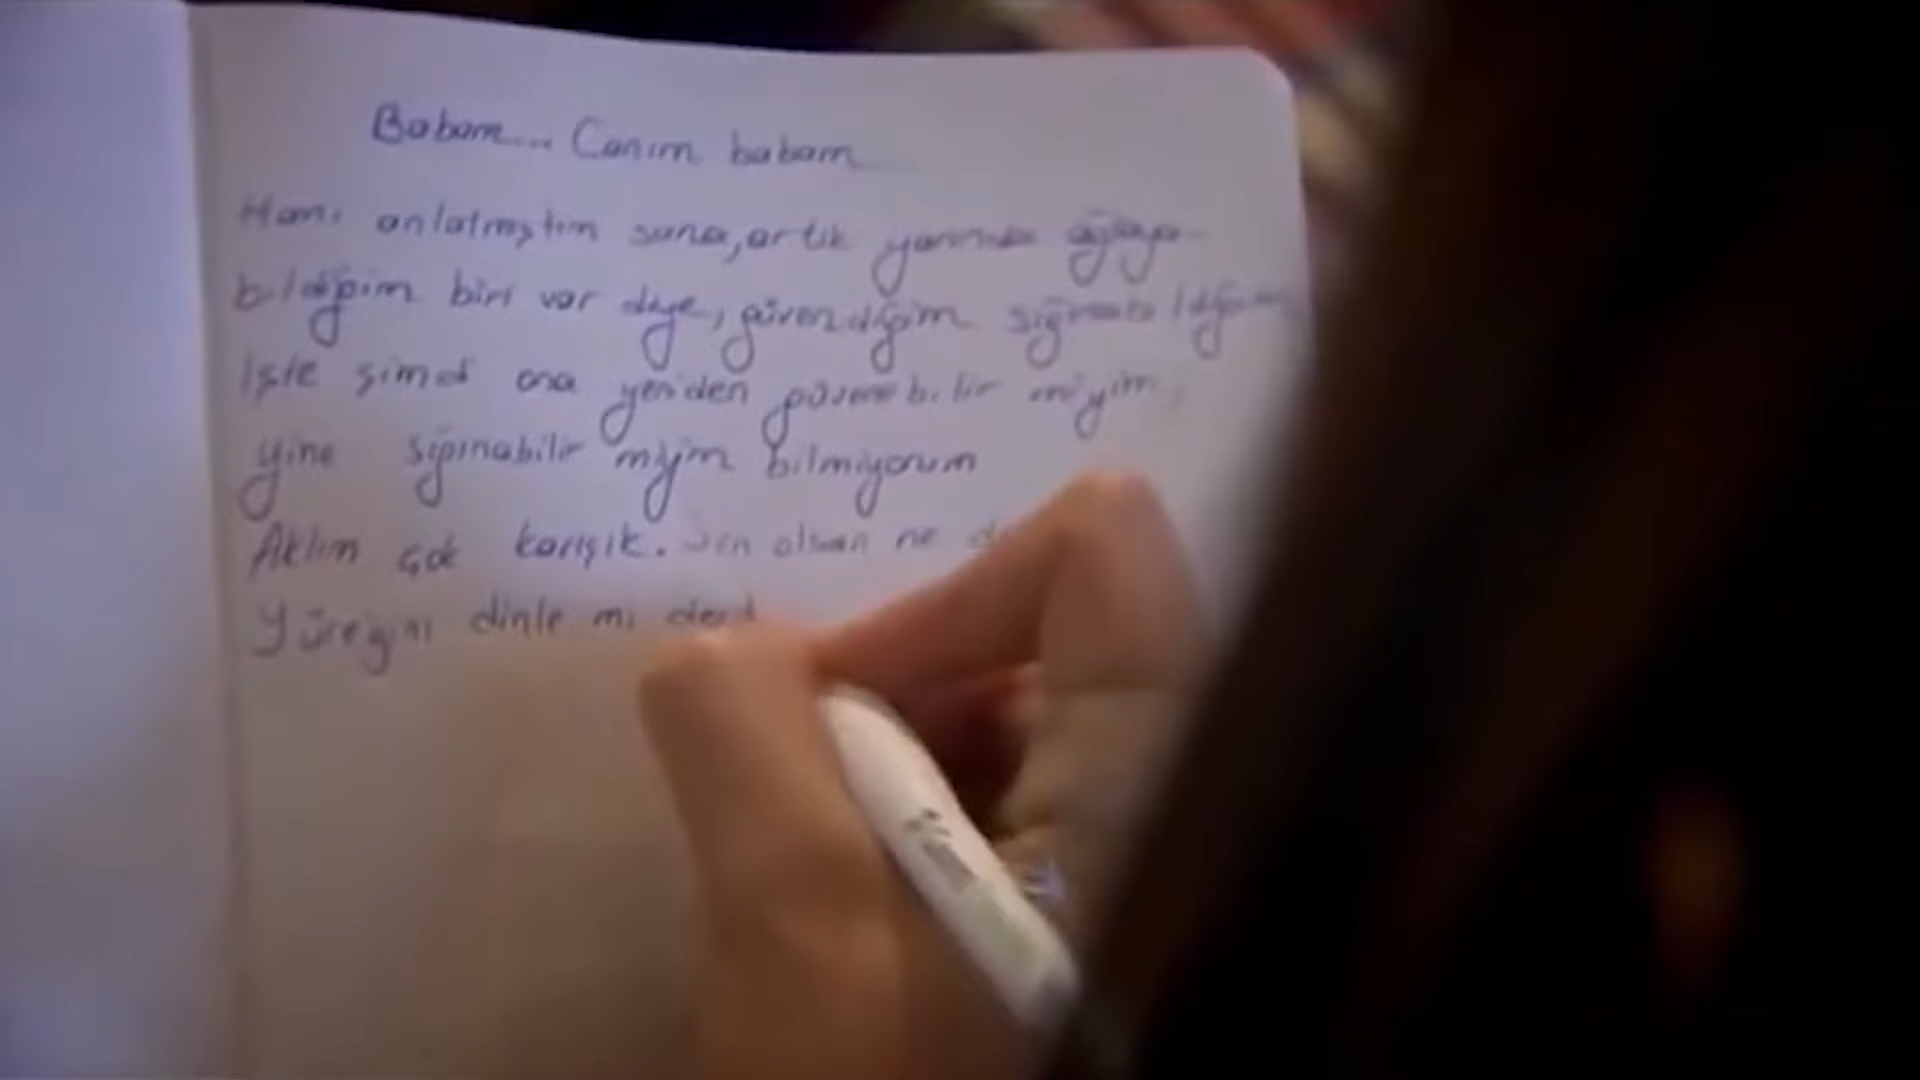 Babam... Canım babam
Hani anlatmıştım sana, artık yanında ağlaya
bildiğim biri var diye, güvendiğim sığınabildiğim
İşte şimdi ona yeniden güvenebilir miyim,
yine sığınabilir miyim bilmiyorum
Aklım çok karışık. Sen olsan ne
Yüreğini dinle mi derd